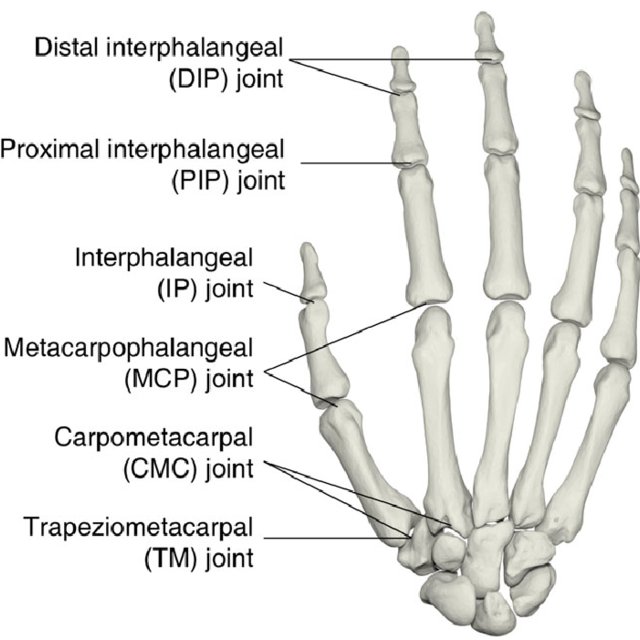 Distal interphalangeal
(DIP) joint
Proximal interphalangeal
(PIP) joint
Interphalangeal
(IP) joint
Metacarpophalangeal
(MCP) joint
Carpometacarpal
(CMC) joint
Trapeziometacarpal
(TM) joint